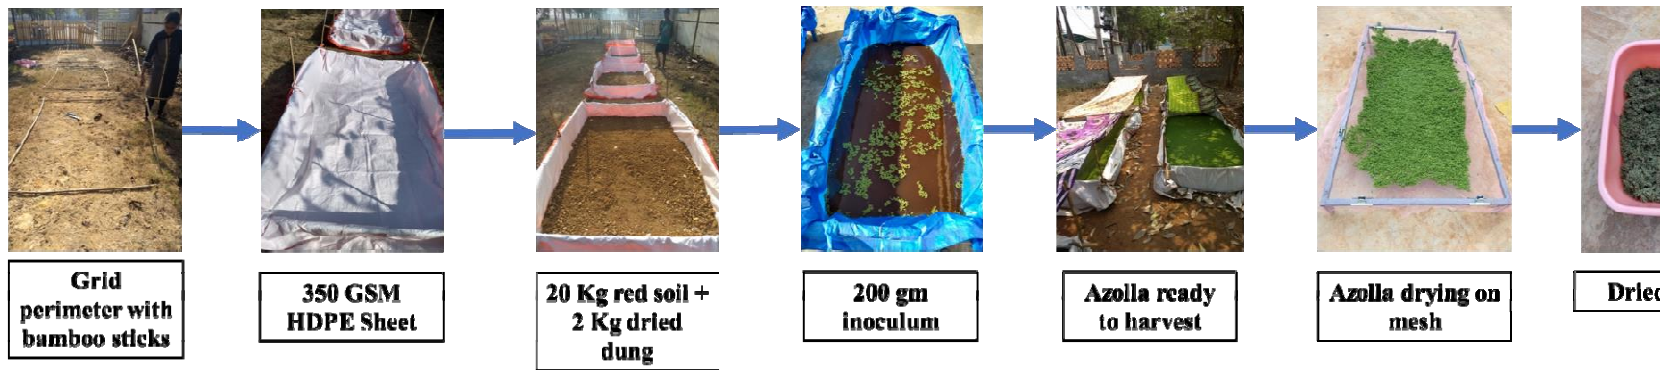 Grid
perimeter with
bamboo sticks
350 GSM
HDPE Sheet
20 Kg red soil +
2 Kg dried
dung
200 gm
inoculum
Azolla ready
to harvest
Azolla drying on
mesh
Dried